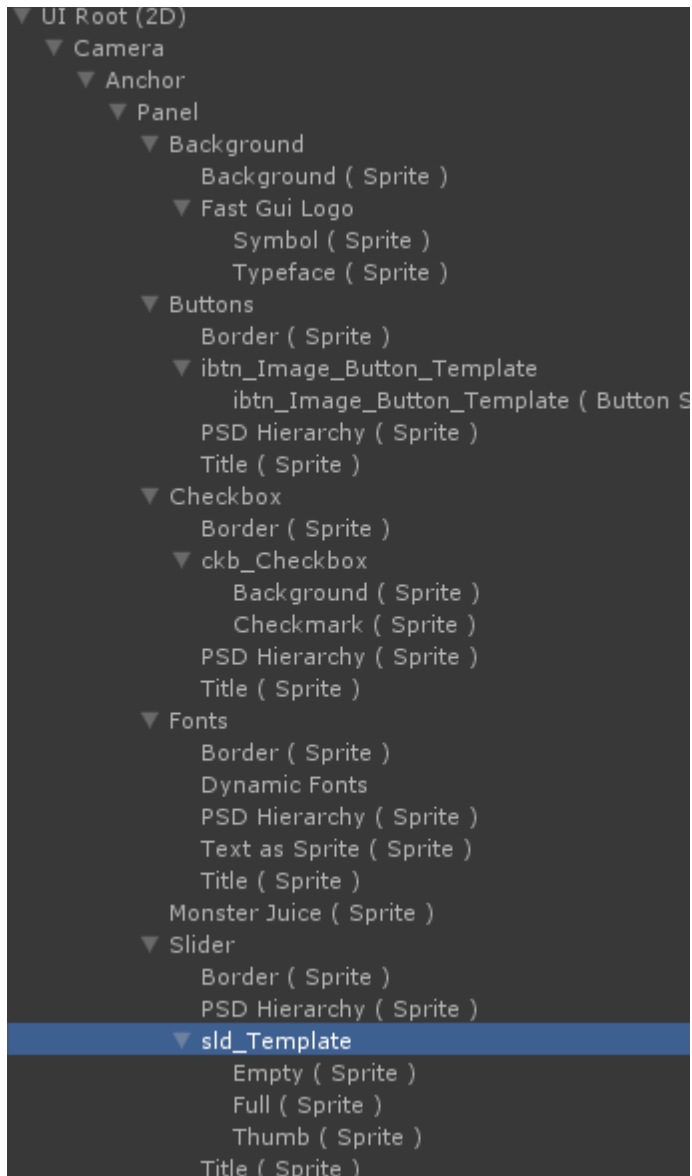 UI Root (2D)
Camera
Anchor
Panel
Background
Background ( Sprite )
Fast Gui Logo
Symbol ( Sprite )
Typeface ( Sprite )
Buttons
Border ( Sprite )
ibtn_Image_Button_Template
ibtn_Image_Button_Template ( Button S
PSD Hierarchy ( Sprite )
Title ( Sprite )
Checkbox
Border ( Sprite )
ckb_Checkbox
Background ( Sprite )
Checkmark ( Sprite )
PSD Hierarchy ( Sprite )
Title ( Sprite )
Fonts
Border ( Sprite )
Dynamic Fonts
PSD Hierarchy ( Sprite )
Text as Sprite ( Sprite )
Title ( Sprite )
Monster Juice ( Sprite )
Slider
Border ( Sprite )
PSD Hierarchy ( Sprite )
sld_Template
Empty ( Sprite )
Full ( Sprite )
Thumb ( Sprite )
Title ( Sprite )